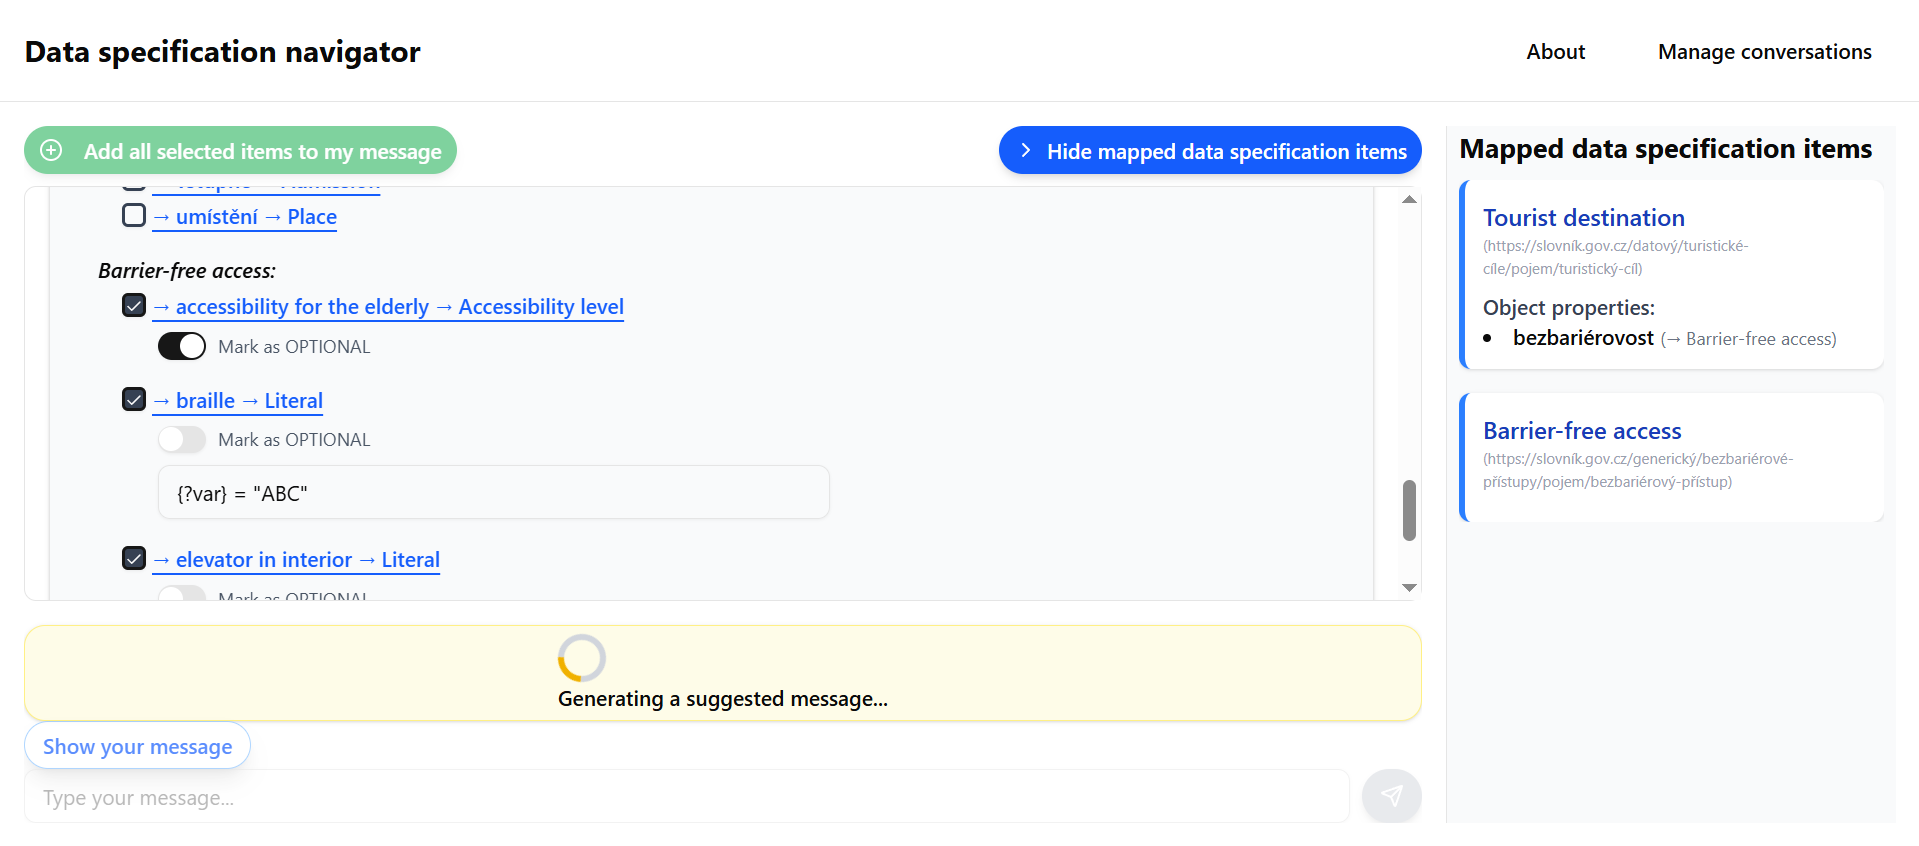 Data specification navigator
About
Manage conversations
Add all selected items to my message
Hide mapped data specification items
→ umístění → Place
Barrier-free access:
→ accessibility for the elderly → Accessibility level
Mark as OPTIONAL
→ braille → Literal
Mark as OPTIONAL
{?var} = "ABC"
→ elevator in interior → Literal
Mark as OPTIONAL
Generating a suggested message...
Show your message
Type your message...
Mapped data specification items
Tourist destination
(https://slovník.gov.cz/datový/turistické-
cíle/pojem/turistický-cíl)
Object properties:
• bezbariérovost (→ Barrier-free access)
Barrier-free access
(https://slovník.gov.cz/generický/bezbariérové-
přístupy/pojem/bezbariérový-přístup)